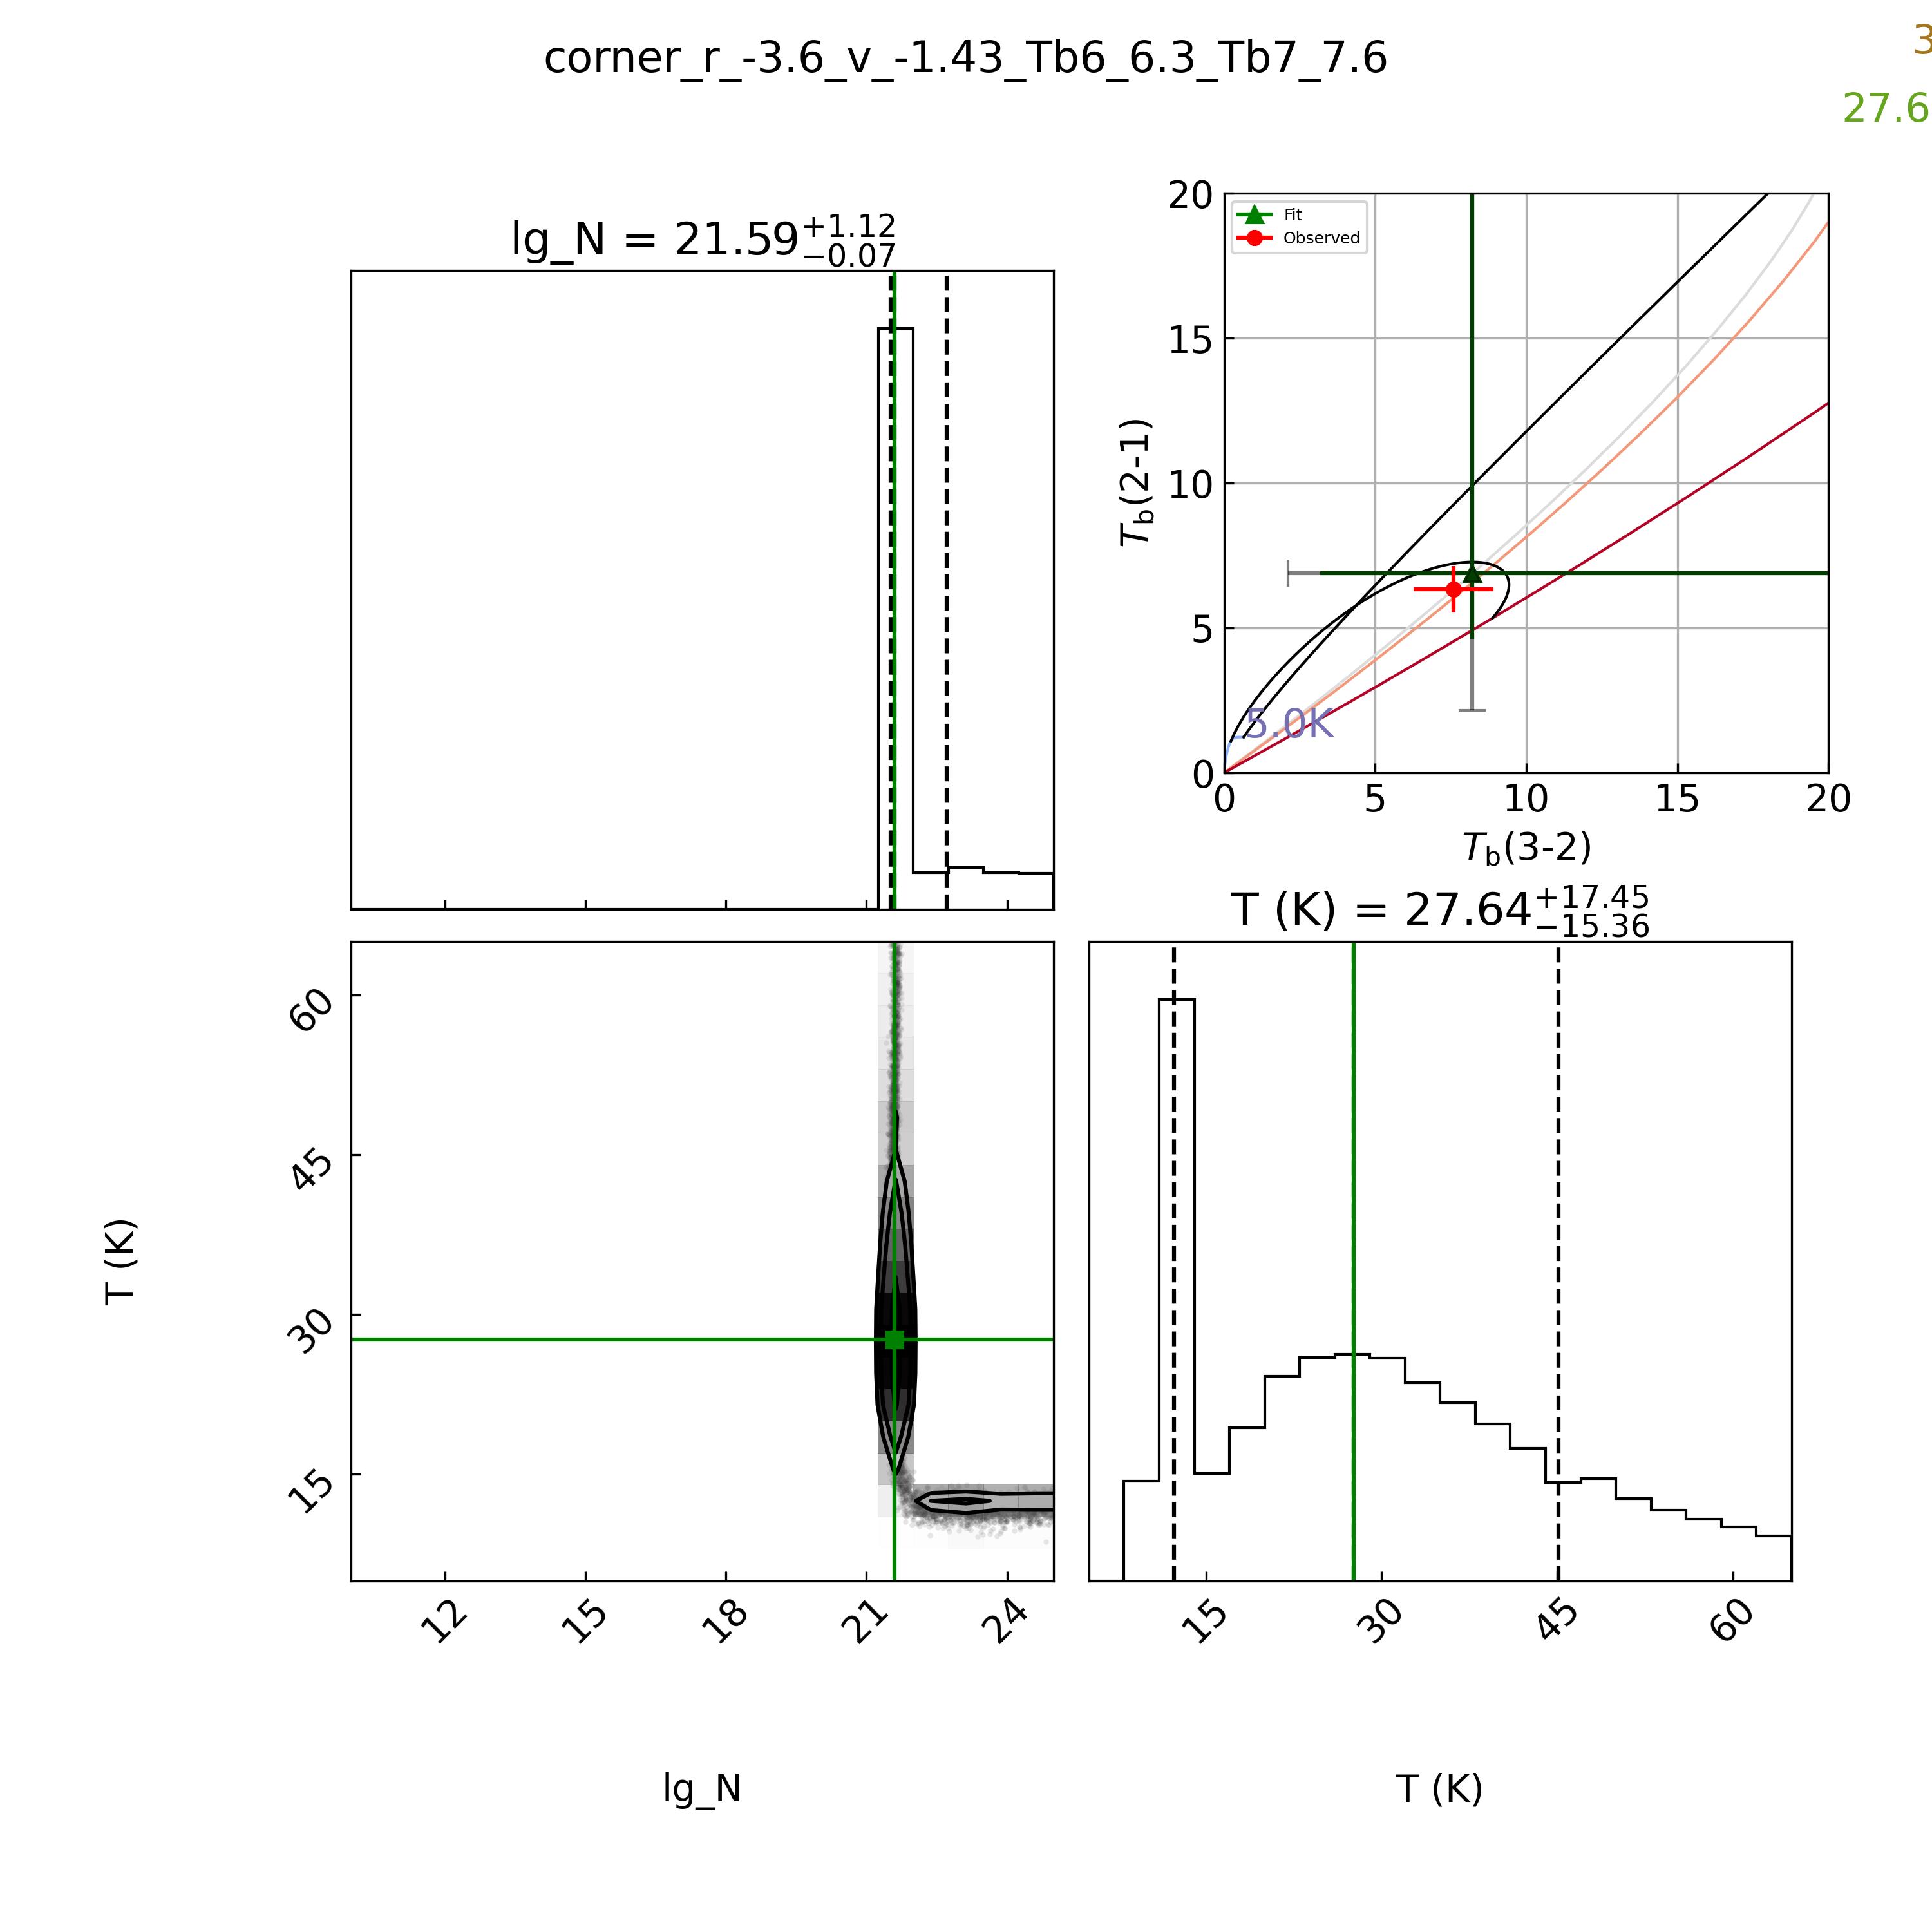 corner_r_-3.6_v_-1.43_Tb6_6.3_Tb7_7.6
3
27.6
lg_N = 21.59 +1.12 −0.07
20
15
10
5
0
Fit
Observed
T_b(2-1)
5.0K
0 5 10 15 20
T_b(3-2)
T (K) = 27.64 +17.45 −15.36
60
45
30
15
T (K)
12 15 18 21 24
15 30 45 60
lg_N
T (K)